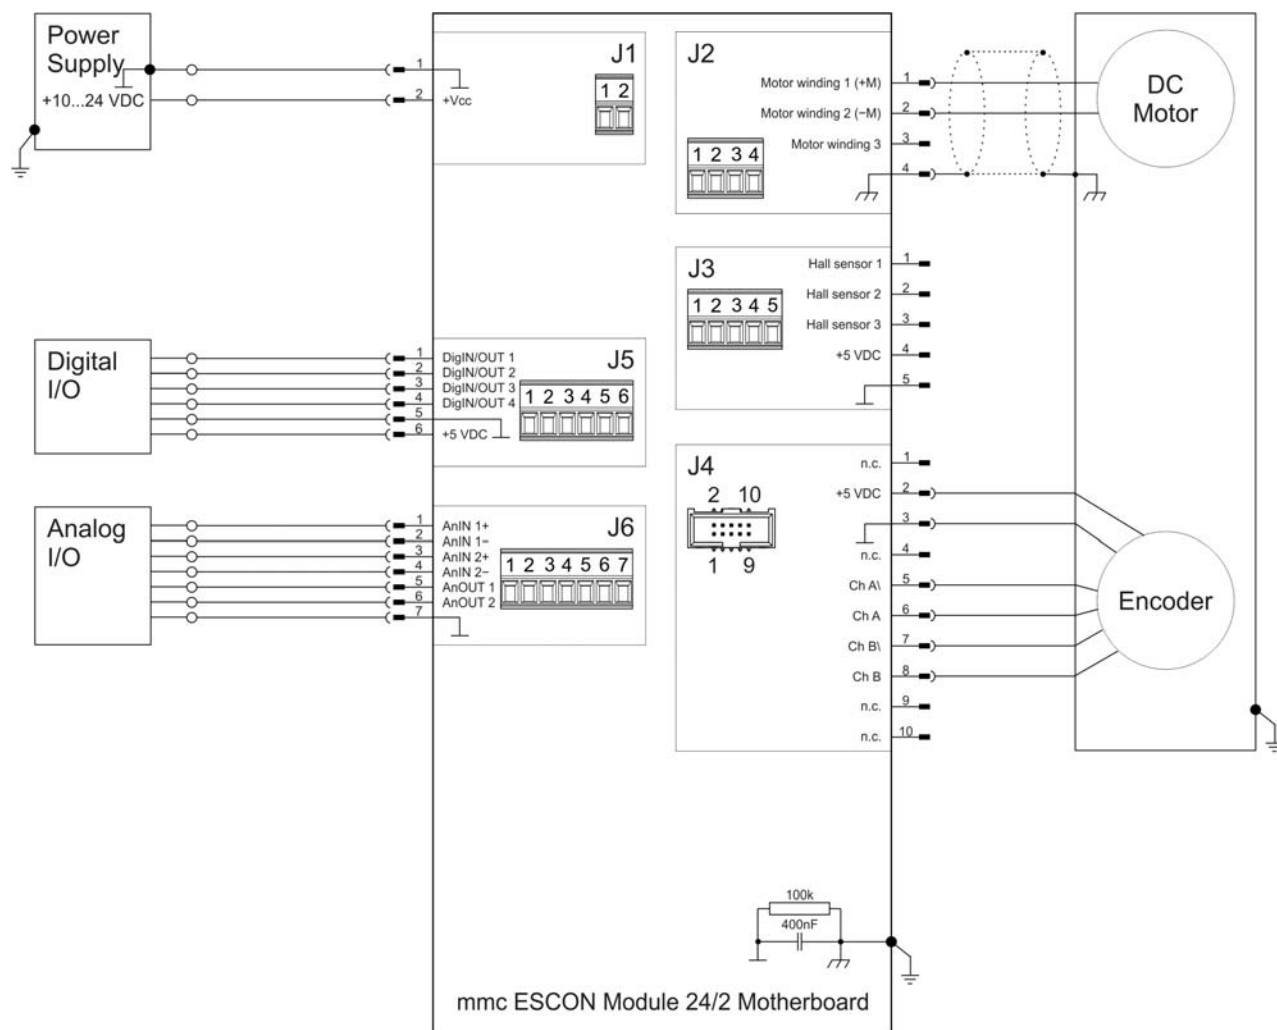 Power
Supply
+10...24 VDC
1
2
+Vcc
J1
1 2
J2
1 2 3 4
Motor winding 1 (+M)
1
Motor winding 2 (−M)
2
Motor winding 3
3
4
DC
Motor
J3
1 2 3 4 5
Hall sensor 1
1
Hall sensor 2
2
Hall sensor 3
3
+5 VDC
4
5
Digital
I/O
1
DigIN/OUT 1
2
DigIN/OUT 2
3
DigIN/OUT 3
4
DigIN/OUT 4
5
6
+5 VDC
J5
1 2 3 4 5 6
J4
2 10
1 9
n.c.
1
+5 VDC
2
3
n.c.
4
Ch A\
5
Ch A
6
Ch B\
7
Ch B
8
n.c.
9
n.c.
10
Encoder
Analog
I/O
1
AnIN 1+
2
AnIN 1−
3
AnIN 2+
4
AnIN 2−
5
AnOUT 1
6
AnOUT 2
7
J6
1 2 3 4 5 6 7
100k
400nF
mmc ESCON Module 24/2 Motherboard